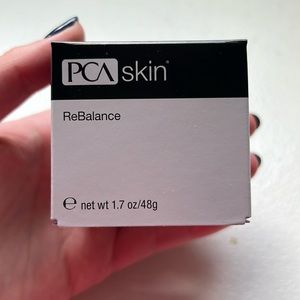 PCA skin®
ReBalance
℮ net wt 1.7 oz/48g